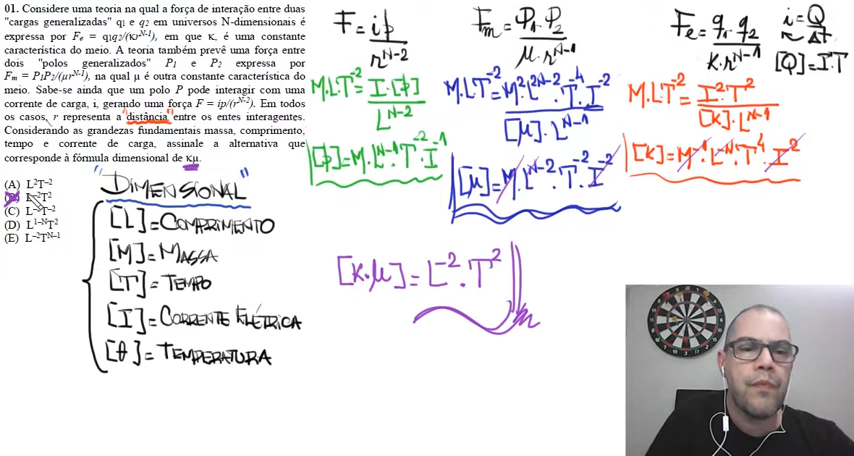 01. Considere uma teoria na qual a força de interação entre duas
"cargas generalizadas" q₁ e q₂ em universos N-dimensionais é
expressa por Fₑ = q₁q₂/(κrᴺ⁻¹), em que κ, é uma constante
característica do meio. A teoria também prevê uma força entre
dois "polos generalizados" P₁ e P₂ expressa por
Fₘ = P₁P₂/(μrᴺ⁻¹), na qual μ é outra constante característica do
meio. Sabe-se ainda que um polo P pode interagir com uma
corrente de carga, i, gerando uma força F = ip/(rᴺ⁻²). Em todos
os casos, r representa a "distância" entre os entes interagentes.
Considerando as grandezas fundamentais massa, comprimento,
tempo e corrente de carga, assinale a alternativa que
corresponde à fórmula dimensional de κμ.
(A) L²T⁻²
L⁻²T²
(D) L¹⁻ᴺT²
(E) L⁻²Tᴺ⁻¹
"DIMENSIONAL"
[L] = COMPRIMENTO
[M] = MASSA
[T] = TEMPO
[I] = CORRENTE ELÉTRICA
[θ] = TEMPERATURA
F = ip/rᴺ⁻²
M.L.T⁻² = I.[p]/Lᴺ⁻²
[p] = M.Lᴺ⁻¹.T⁻².I⁻¹
Fₘ = P₁.P₂/μ.rᴺ⁻¹
M.L.T⁻² = M².L²ᴺ⁻².T⁻⁴.I⁻²/[μ].Lᴺ⁻¹
[μ] = M.Lᴺ⁻².T⁻².I⁻²
Fₑ = q₁.q₂/κ.rᴺ⁻¹
i = Q/ΔT
[Q] = I.T
M.L.T⁻² = I².T²/[κ].Lᴺ⁻¹
[κ] = M⁻¹.L⁻ᴺ.T⁴.I²
[κ.μ] = L⁻².T²